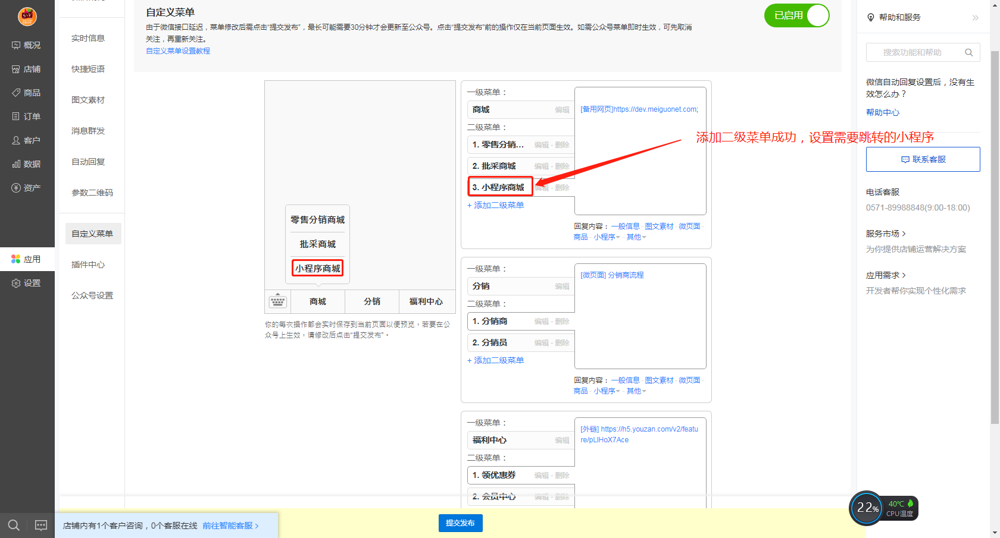 概况
店铺
商品
订单
客户
数据
资产
应用
设置
实时信息
快捷短语
图文素材
消息群发
自动回复
参数二维码
自定义菜单
插件中心
公众号设置
自定义菜单
由于微信接口延迟，菜单修改后需点击“提交发布”，最长可能需要30分钟才会更新至公众号。点击“提交发布”前的操作仅在当前页面生效。如需公众号菜单即时生效，可先取消
关注，再重新关注。
自定义菜单设置教程
已启用
零售分销商城
批采商城
小程序商城
商城 分销 福利中心
你的每次操作都会实时保存到当前页面以便预览，若要在公
众号上生效，请修改后点击“提交发布”。
一级菜单：
商城 编辑
二级菜单：
1. 零售分销... 编辑 - 删除
2. 批采商城 编辑 - 删除
3. 小程序商城 编辑 - 删除
+ 添加二级菜单
[备用网页]https://dev.meiguonet.com;
回复内容： 一般信息 - 图文素材 - 微页面 -
商品 - 小程序 - 其他
添加二级菜单成功，设置需要跳转的小程序
一级菜单：
分销 编辑
二级菜单：
1. 分销商 编辑 - 删除
2. 分销员 编辑 - 删除
+ 添加二级菜单
[微页面] 分销商流程
回复内容： 一般信息 - 图文素材 - 微页面 -
商品 - 小程序 - 其他
一级菜单：
福利中心 编辑
二级菜单：
1. 领优惠券 编辑 - 删除
2. 会员中心 编辑 - 删除
[外链] https://h5.youzan.com/v2/featu
re/pLlHoX7Ace
帮助和服务 »
搜索功能和帮助
微信自动回复设置后，没有生
效怎么办？
帮助中心
联系客服
电话客服
0571-89988848(9:00-18:00)
服务市场 >
为你提供店铺运营解决方案
应用需求 >
开发者帮你实现个性化需求
店铺内有1个客户咨询，0个客服在线 前往智能客服 >
提交发布
22%
40℃
CPU温度